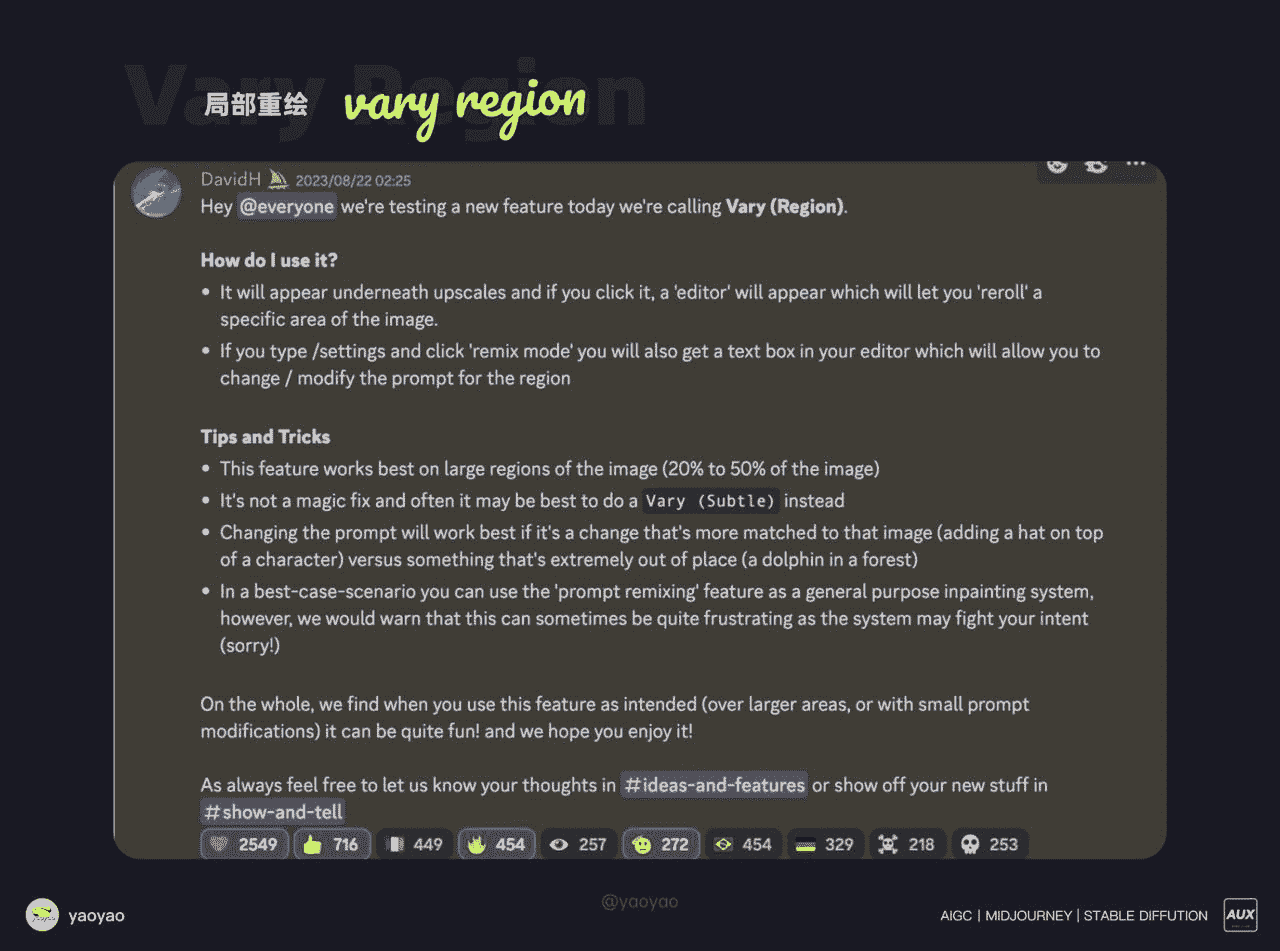 Vary Region
局部重绘 vary region
DavidH 2023/08/22 02:25
Hey @everyone we're testing a new feature today we're calling Vary (Region).
How do I use it?
• It will appear underneath upscales and if you click it, a 'editor' will appear which will let you 'reroll' a
specific area of the image.
• If you type /settings and click 'remix mode' you will also get a text box in your editor which will allow you to
change / modify the prompt for the region
Tips and Tricks
• This feature works best on large regions of the image (20% to 50% of the image)
• It's not a magic fix and often it may be best to do a Vary (Subtle) instead
• Changing the prompt will work best if it's a change that's more matched to that image (adding a hat on top
of a character) versus something that's extremely out of place (a dolphin in a forest)
• In a best-case-scenario you can use the 'prompt remixing' feature as a general purpose inpainting system,
however, we would warn that this can sometimes be quite frustrating as the system may fight your intent
(sorry!)
On the whole, we find when you use this feature as intended (over larger areas, or with small prompt
modifications) it can be quite fun! and we hope you enjoy it!
As always feel free to let us know your thoughts in #ideas-and-features or show off your new stuff in
#show-and-tell
2549 716 449 454 257 272 454 329 218 253
@yaoyao
yaoyao
AIGC | MIDJOURNEY | STABLE DIFFUTION
AUX